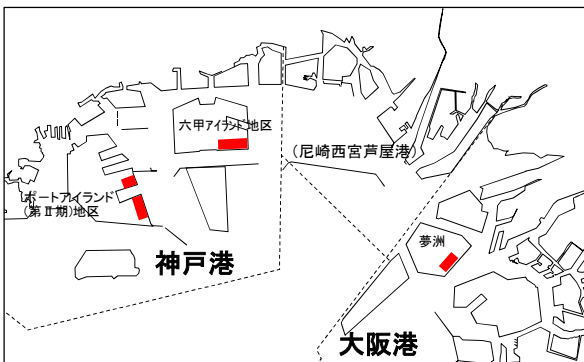 六甲アイランド地区
(尼崎西宮芦屋港)
ポートアイランド
(第Ⅱ期)地区
夢洲
神戸港
大阪港